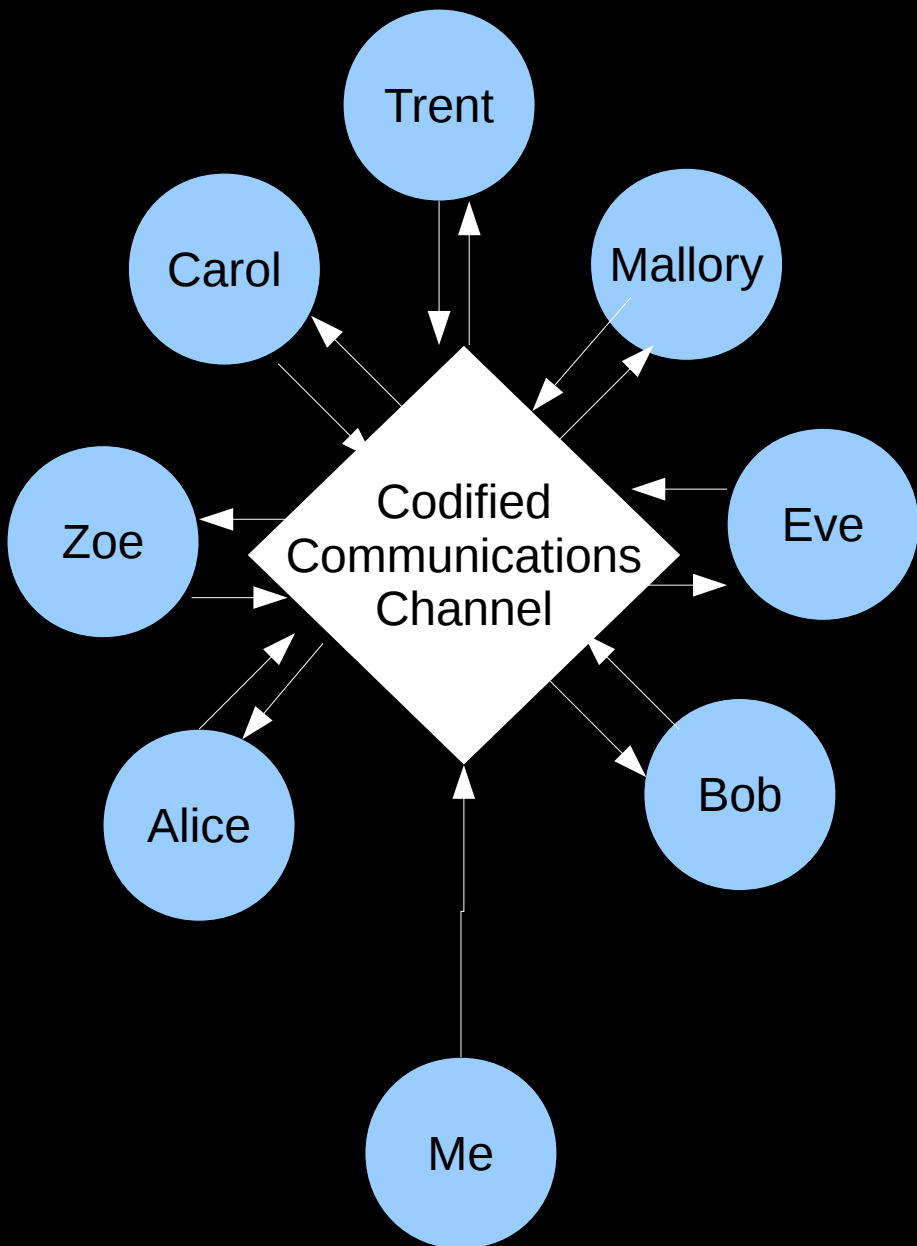 Trent
Carol
Mallory
Zoe
Codified
Communications
Channel
Eve
Alice
Bob
Me